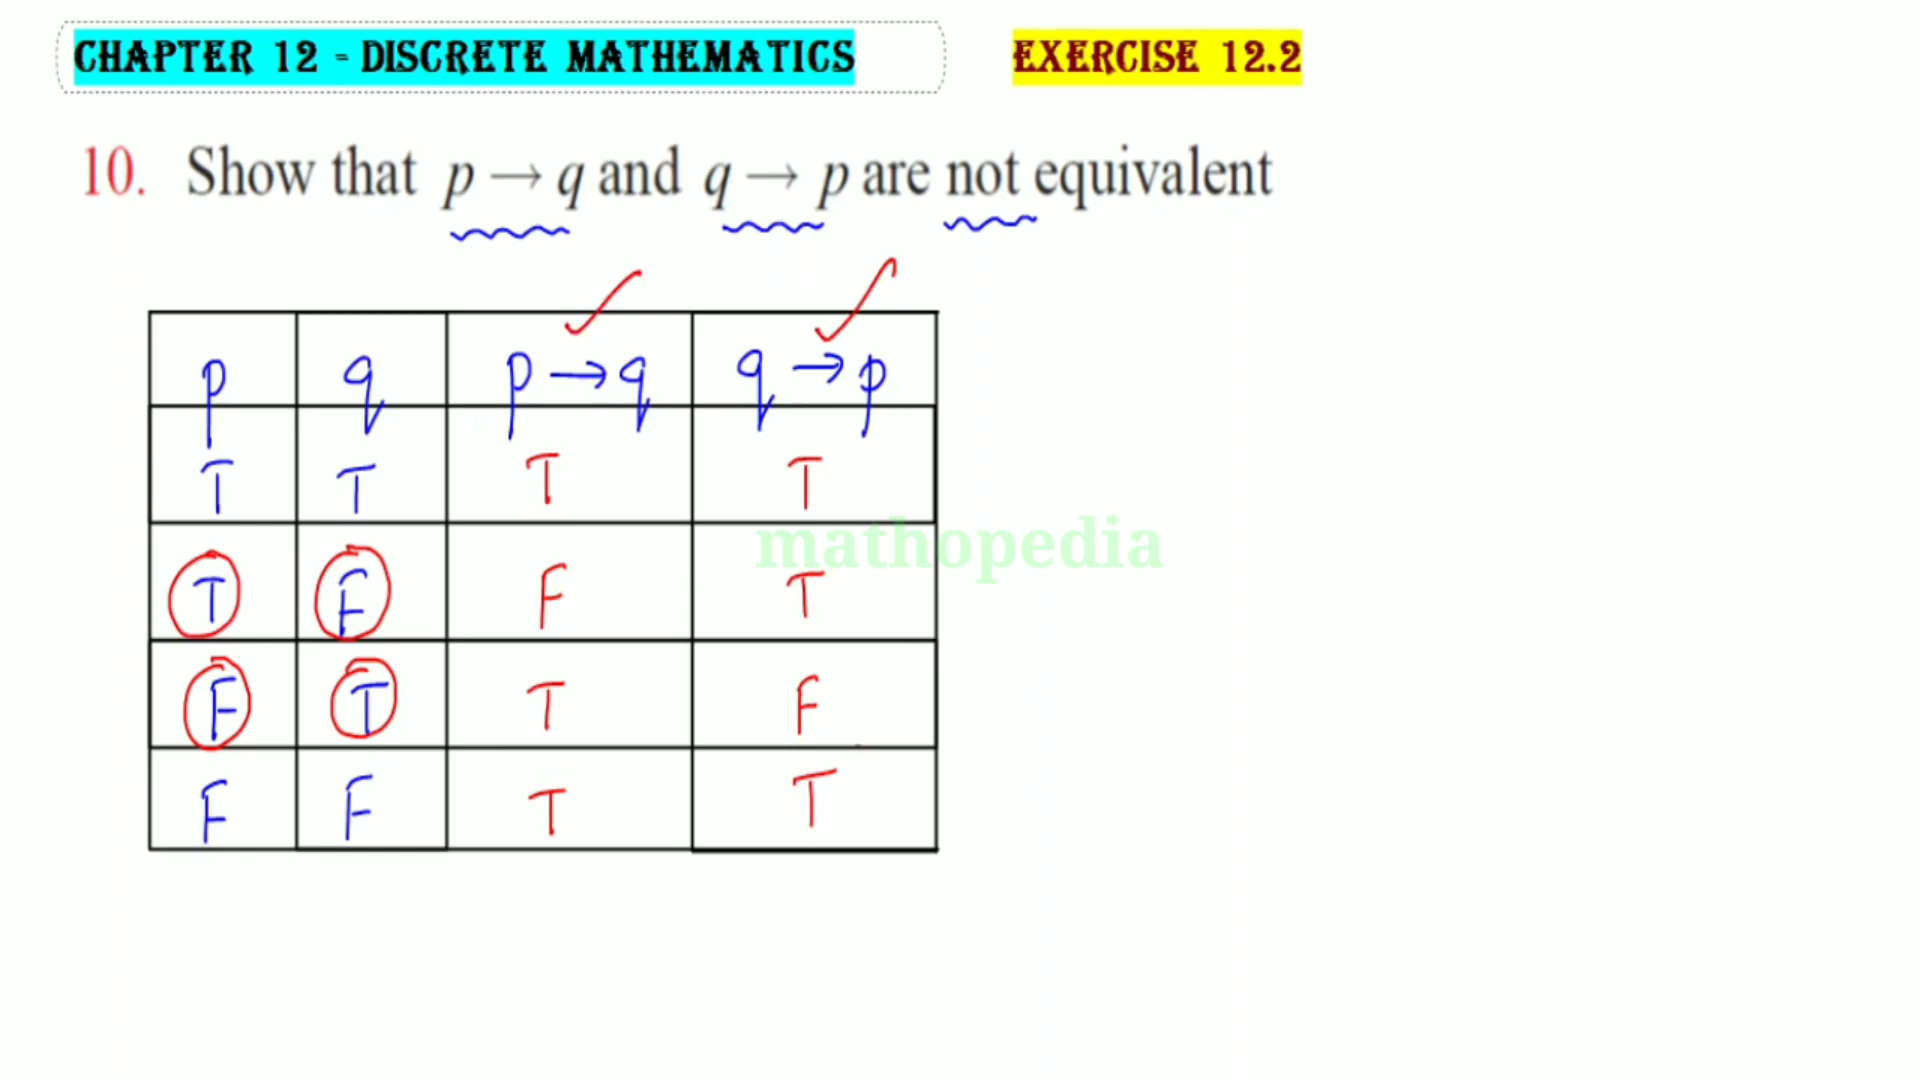 CHAPTER 12 - DISCRETE MATHEMATICS EXERCISE 12.2
10. Show that p → q and q → p are not equivalent
p q p → q q → p
T T T T
T F F T
F T T F
F F T T
mathopedia